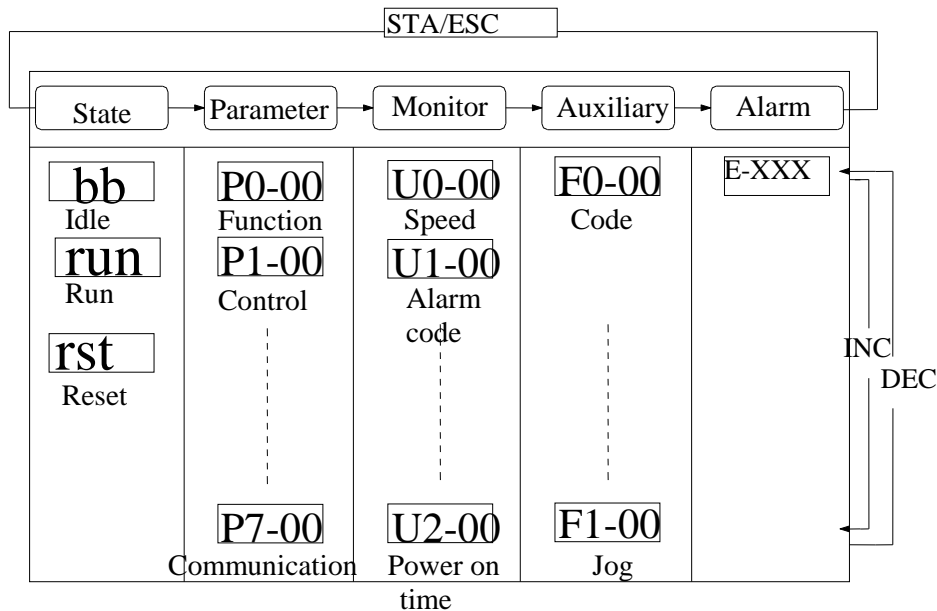 STA/ESC
State
Parameter
Monitor
Auxiliary
Alarm
bb
Idle
run
Run
rst
Reset
P0-00
Function
P1-00
Control
P7-00
Communication
U0-00
Speed
U1-00
Alarm
code
U2-00
Power on
time
F0-00
Code
F1-00
Jog
E-XXX
INC
DEC